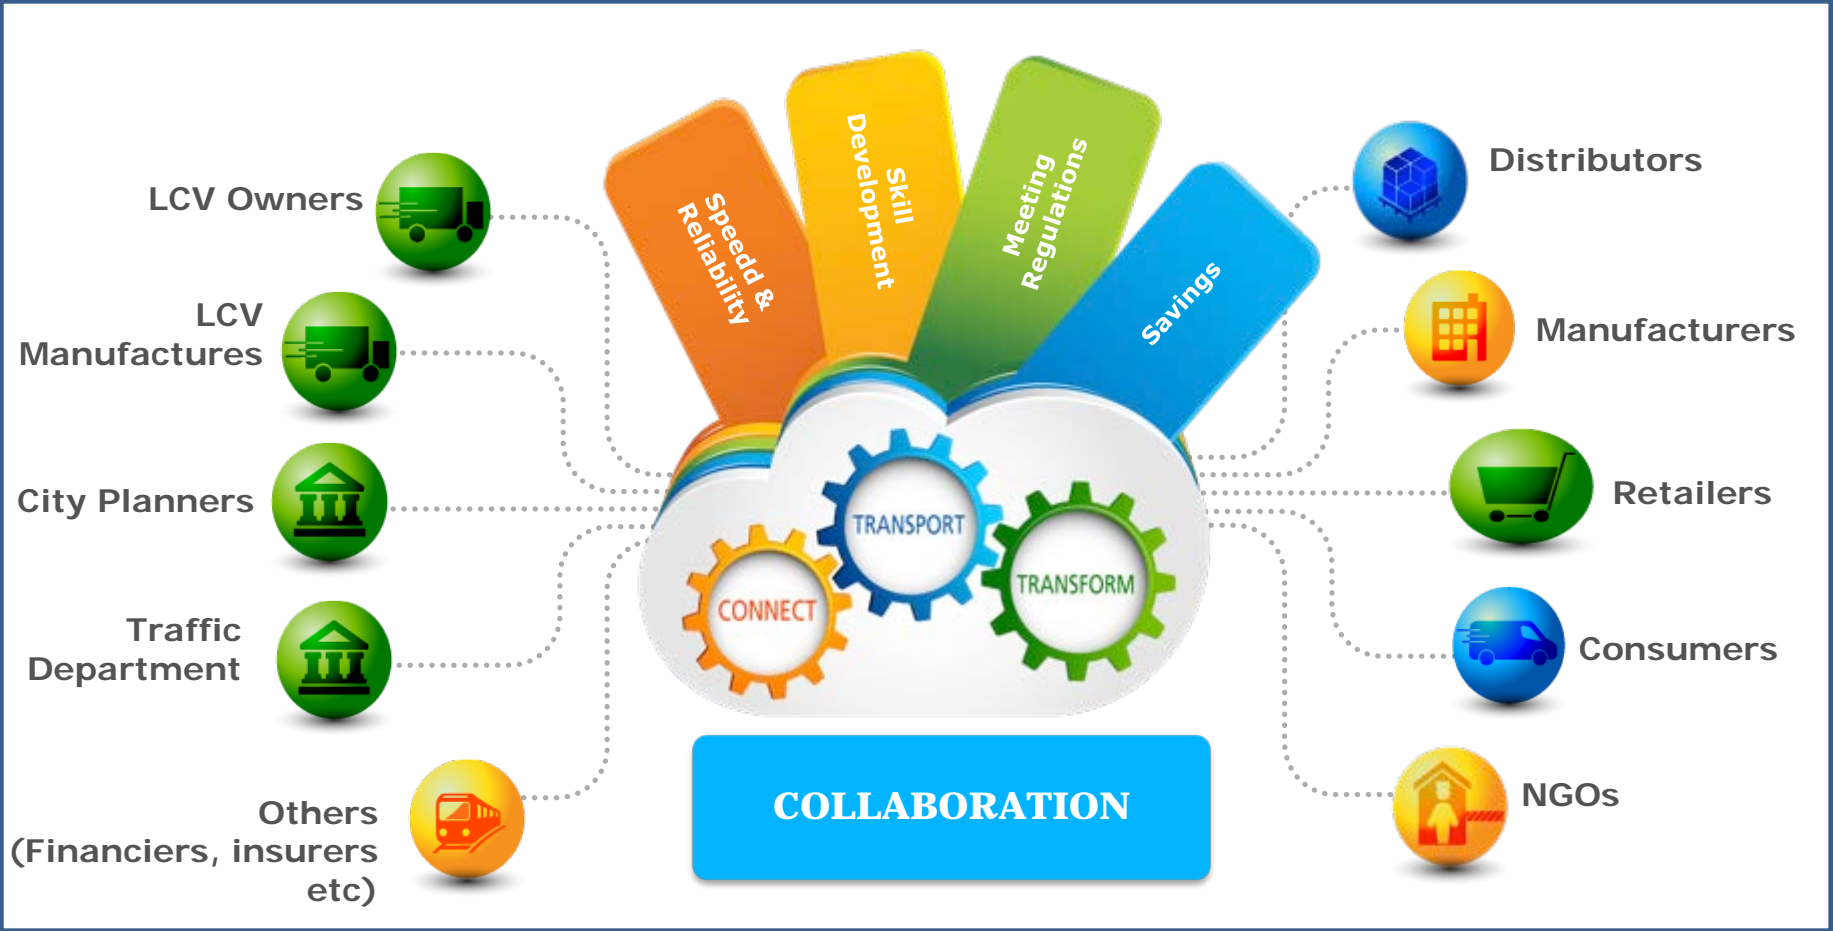 LCV Owners
LCV
Manufactures
City Planners
Traffic
Department
Others
(Financiers, insurers
etc)
Speedd &
Reliability
Skill
Development
Meeting
Regulations
Savings
CONNECT
TRANSPORT
TRANSFORM
COLLABORATION
Distributors
Manufacturers
Retailers
Consumers
NGOs